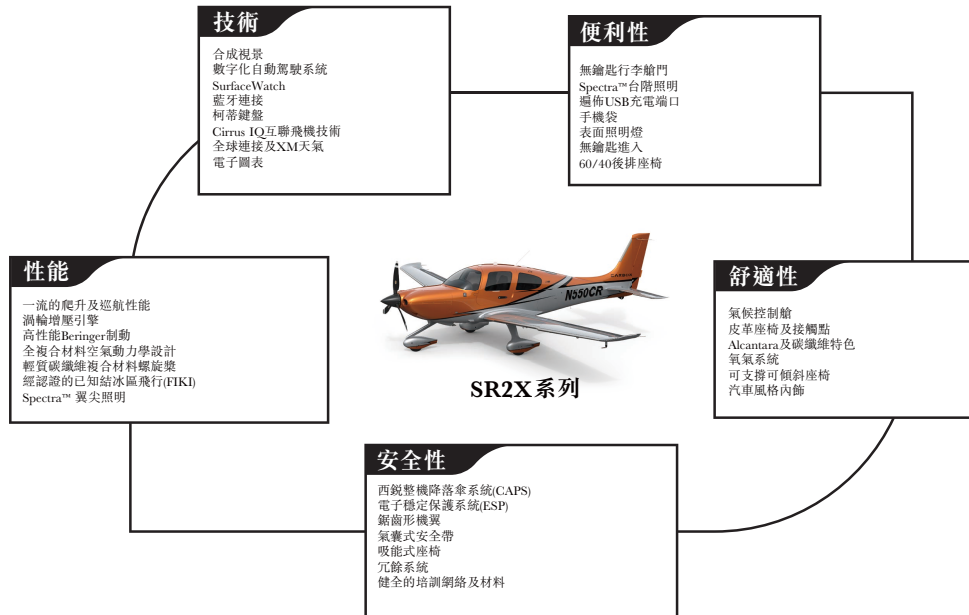 技術
合成視景
數字化自動駕駛系統
SurfaceWatch
藍牙連接
柯蒂鍵盤
Cirrus IQ互聯飛機技術
全球連接及XM天氣
電子圖表
便利性
無鑰匙行李艙門
Spectra™台階照明
遍佈USB充電端口
手機袋
表面照明燈
無鑰匙進入
60/40後排座椅
性能
一流的爬升及巡航性能
渦輪增壓引擎
高性能Beringer制動
全複合材料空氣動力學設計
輕質碳纖維複合材料螺旋槳
經認證的已知結冰區飛行(FIKI)
Spectra™ 翼尖照明
CIRRUS
N550CR
SR2X系列
舒適性
氣候控制艙
皮革座椅及接觸點
Alcantara及碳纖維特色
氧氣系統
可支撐可傾斜座椅
汽車風格內飾
安全性
西銳整機降落傘系統(CAPS)
電子穩定保護系統(ESP)
鋸齒形機翼
氣囊式安全帶
吸能式座椅
冗餘系統
健全的培訓網絡及材料